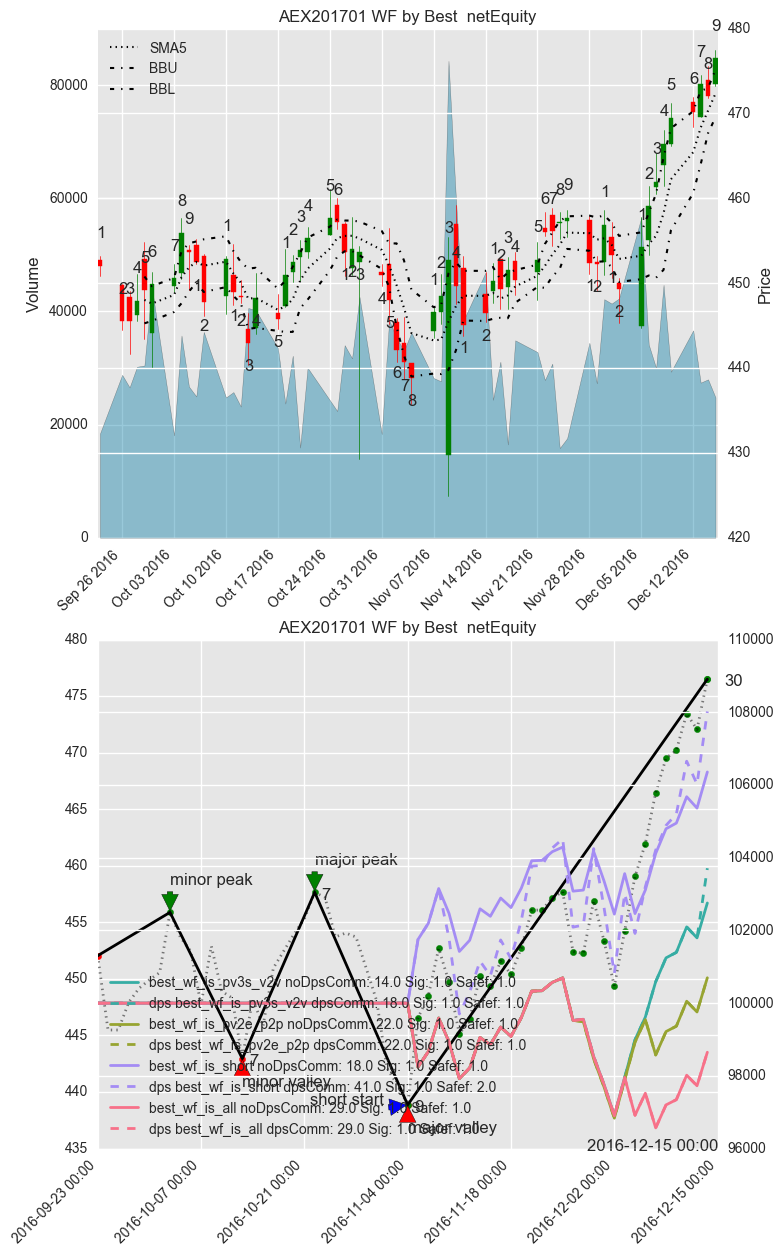 AEX201701 WF by Best netEquity
SMA5
BBU
BBL
Volume
Price
80000
60000
40000
20000
0
480
470
460
450
440
430
420
Sep 26 2016
Oct 03 2016
Oct 10 2016
Oct 17 2016
Oct 24 2016
Oct 31 2016
Nov 07 2016
Nov 14 2016
Nov 21 2016
Nov 28 2016
Dec 05 2016
Dec 12 2016
AEX201701 WF by Best netEquity
480
475
470
465
460
455
450
445
440
435
110000
108000
106000
104000
102000
100000
98000
96000
30
minor peak
major peak
7
best_wf_is_pv3s_v2v noDpsComm: 14.0 Sig: 1.0 Safef: 1.0
dps best_wf_is_pv3s_v2v dpsComm: 18.0 Sig: 1.0 Safef: 1.0
best_wf_is_pv2e_p2p noDpsComm: 22.0 Sig: 1.0 Safef: 1.0
dps best_wf_is_pv2e_p2p dpsComm: 22.0 Sig: 1.0 Safef: 1.0
7
best_wf_is_short noDpsComm: 18.0 Sig: 1.0 Safef: 1.0
minor valley
dps best_wf_is_short dpsComm: 41.0 Sig: 1.0 Safef: 2.0
short start
9
best_wf_is_all noDpsComm: 29.0 Sig: 1.0 Safef: 1.0
major valley
dps best_wf_is_all dpsComm: 29.0 Sig: 1.0 Safef: 1.0
2016-12-15 00:00
2016-09-23 00:00
2016-10-07 00:00
2016-10-21 00:00
2016-11-04 00:00
2016-11-18 00:00
2016-12-02 00:00
2016-12-15 00:00